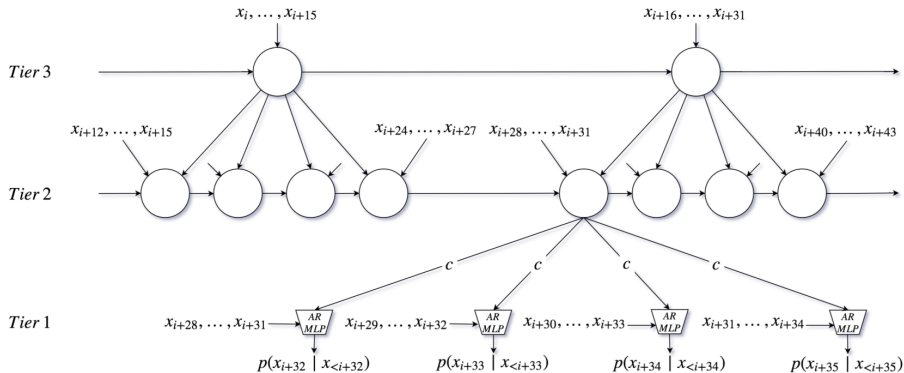 x_i, … , x_{i+15}
x_{i+16}, … , x_{i+31}
Tier 3
x_{i+12}, … , x_{i+15}
x_{i+24}, … , x_{i+27}
x_{i+28}, … , x_{i+31}
x_{i+40}, … , x_{i+43}
Tier 2
c
c
c
c
Tier 1
x_{i+28}, … , x_{i+31}
AR
MLP
x_{i+29}, … , x_{i+32}
AR
MLP
x_{i+30}, … , x_{i+33}
AR
MLP
x_{i+31}, … , x_{i+34}
AR
MLP
p(x_{i+32} | x_{<i+32})
p(x_{i+33} | x_{<i+33})
p(x_{i+34} | x_{<i+34})
p(x_{i+35} | x_{<i+35})